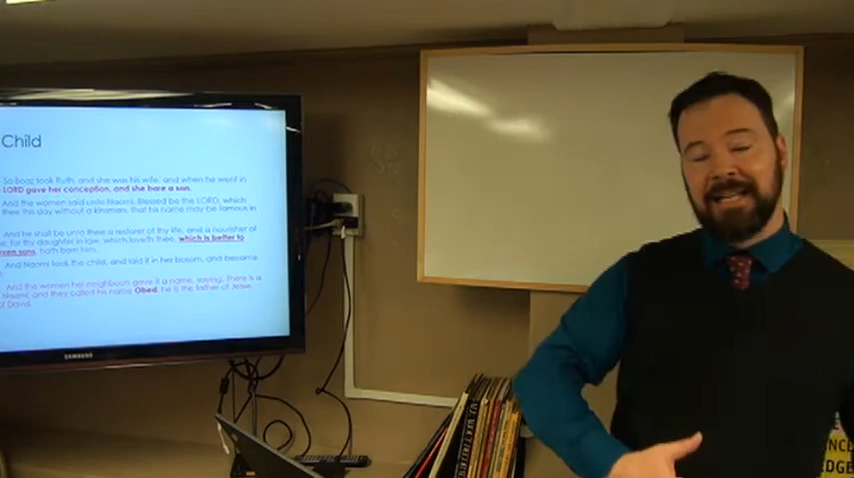 Child
So Boaz took Ruth, and she was his wife: and when he went in
LORD gave her conception, and she bare a son.
And the women said unto Naomi, Blessed be the LORD, which
thee this day without a kinsman, that his name may be famous in
And he shall be unto thee a restorer of thy life, and a nourisher of
for thy daughter in law, which loveth thee, which is better to
seven sons, hath born him.
And Naomi took the child, and laid it in her bosom, and became
And the women her neighbours gave it a name, saying, There is a
Naomi; and they called his name Obed: he is the father of Jesse,
of David.
SAMSUNG